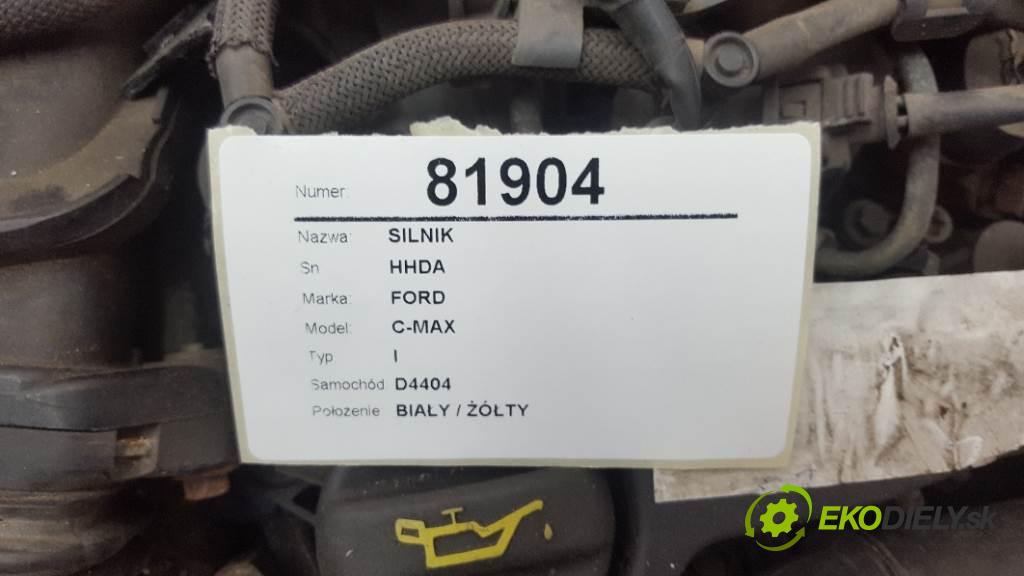 Numer: 81904
Nazwa: SILNIK
Sn HHDA
Marka: FORD
Model: C-MAX
Typ I
Samochód D4404
Położenie BIAŁY / ŻÓŁTY
EKODIELY.sk